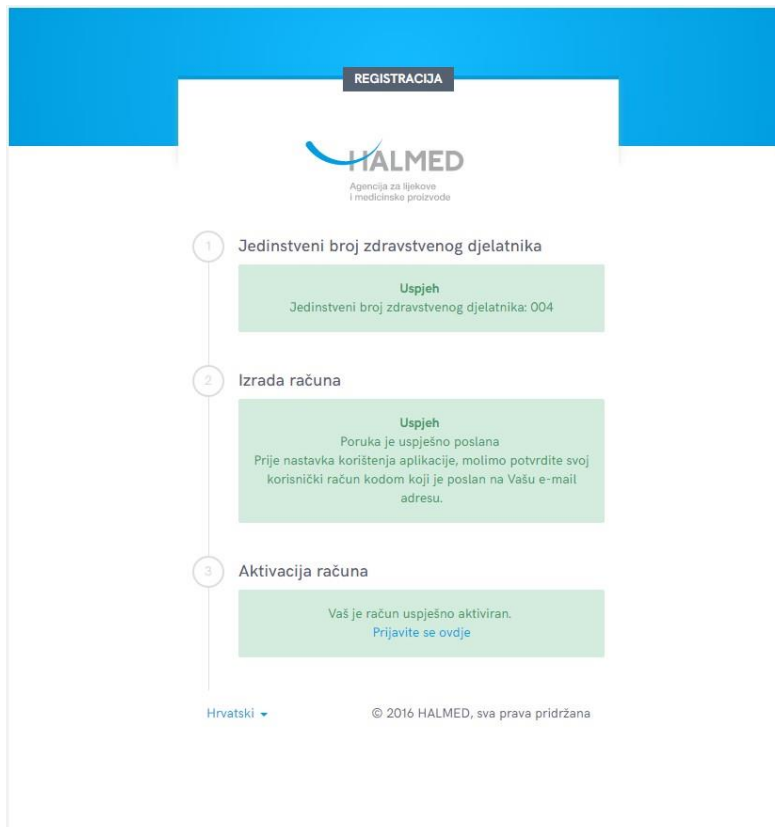 REGISTRACIJA
HALMED
Agencija za lijekove
i medicinske proizvode
1
Jedinstveni broj zdravstvenog djelatnika
Uspjeh
Jedinstveni broj zdravstvenog djelatnika: 004
2
Izrada računa
Uspjeh
Poruka je uspješno poslana
Prije nastavka korištenja aplikacije, molimo potvrdite svoj
korisnički račun kodom koji je poslan na Vašu e-mail
adresu.
3
Aktivacija računa
Vaš je račun uspješno aktiviran.
Prijavite se ovdje
Hrvatski
© 2016 HALMED, sva prava pridržana